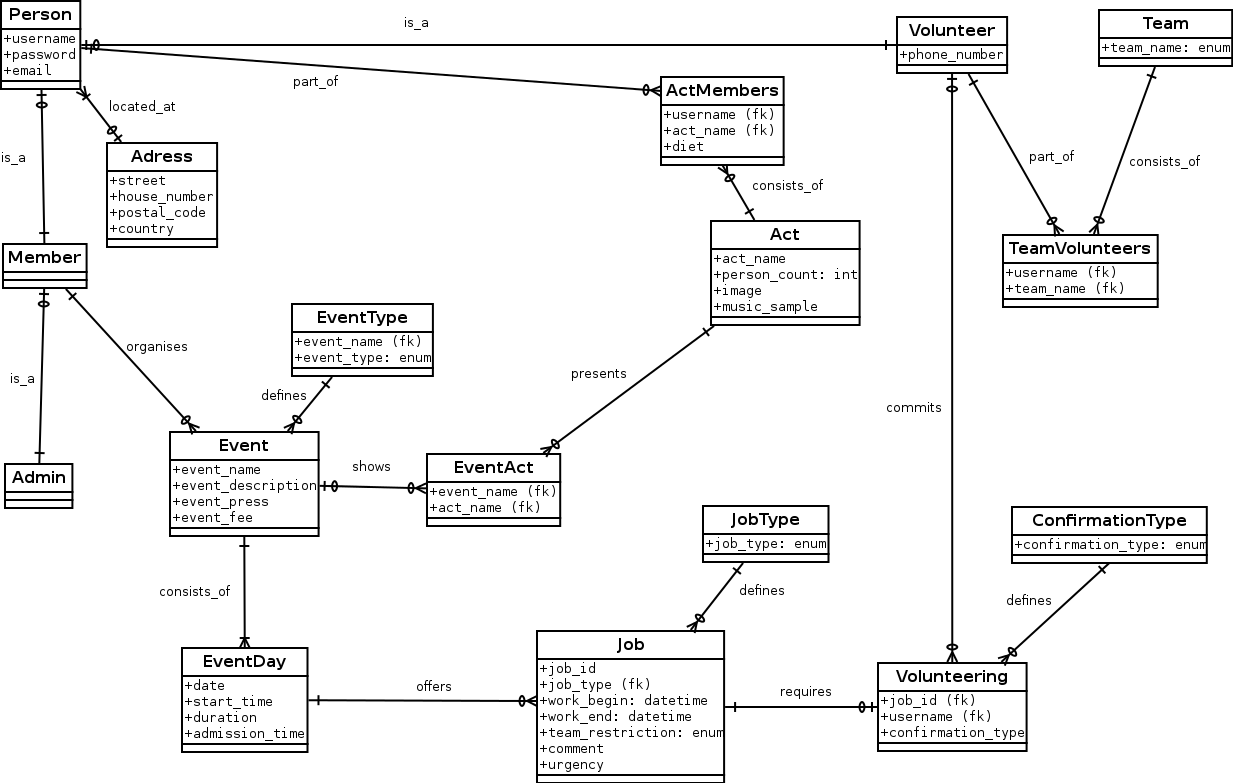 Person
+username
+password
+email
is_a
Volunteer
+phone_number
Team
+team_name: enum
part_of
ActMembers
+username (fk)
+act_name (fk)
+diet
located_at
is_a
Adress
+street
+house_number
+postal_code
+country
consists_of
part_of
consists_of
Act
+act_name
+person_count: int
+image
+music_sample
TeamVolunteers
+username (fk)
+team_name (fk)
Member
EventType
+event_name (fk)
+event_type: enum
organises
is_a
defines
presents
commits
Event
+event_name
+event_description
+event_press
+event_fee
shows
EventAct
+event_name (fk)
+act_name (fk)
Admin
JobType
+job_type: enum
ConfirmationType
+confirmation_type: enum
consists_of
defines
defines
EventDay
+date
+start_time
+duration
+admission_time
offers
Job
+job_id
+job_type (fk)
+work_begin: datetime
+work_end: datetime
+team_restriction: enum
+comment
+urgency
requires
Volunteering
+job_id (fk)
+username (fk)
+confirmation_type